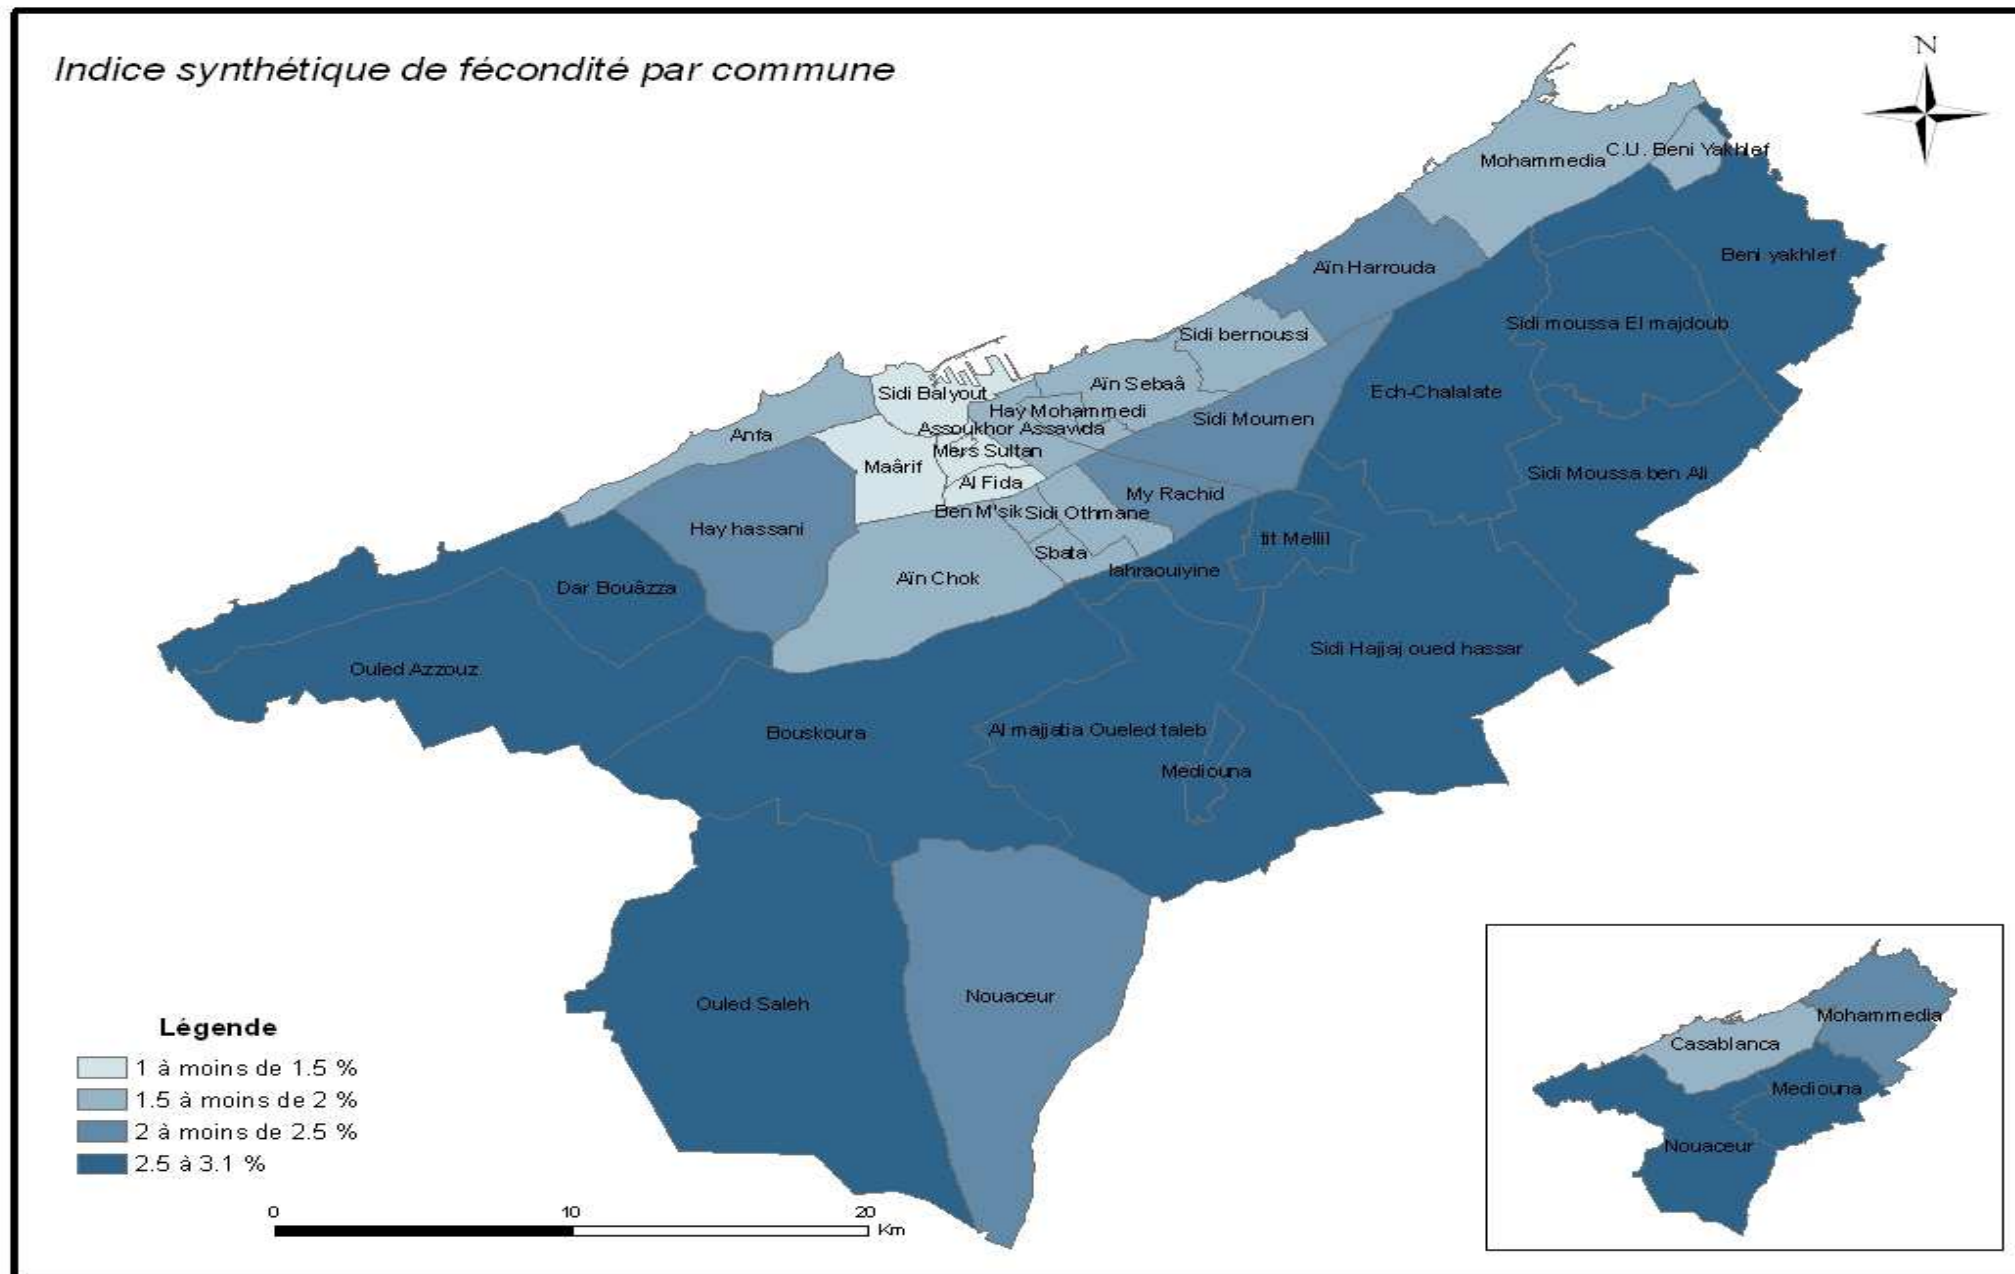 Indice synthétique de fécondité par commune
N
Mohammedia
C.U. Beni Yakhlef
Beni yakhlef
Aïn Harrouda
Sidi moussa El majdoub
Sidi bernoussi
Aïn Sebaâ
Ech-Chalalate
Sidi Balyout
Hay Mohammedi
Assoukhor Assawda
Sidi Moumen
Anfa
Mers Sultan
Maârif
Sidi Moussa ben Ali
Al Fida
My Rachid
Ben M'sik
Sidi Othmane
Hay hassani
tit Mellil
Sbata
lahraouiyine
Aïn Chok
Dar Bouâzza
Sidi Hajjaj oued hassar
Ouled Azzouz
Bouskoura
Al majjatia Oueled taleb
Mediouna
Nouaceur
Ouled Saleh
Légende
1 à moins de 1.5 %
1.5 à moins de 2 %
2 à moins de 2.5 %
2.5 à 3.1 %
0 10 20
Km
Mohammedia
Casablanca
Mediouna
Nouaceur